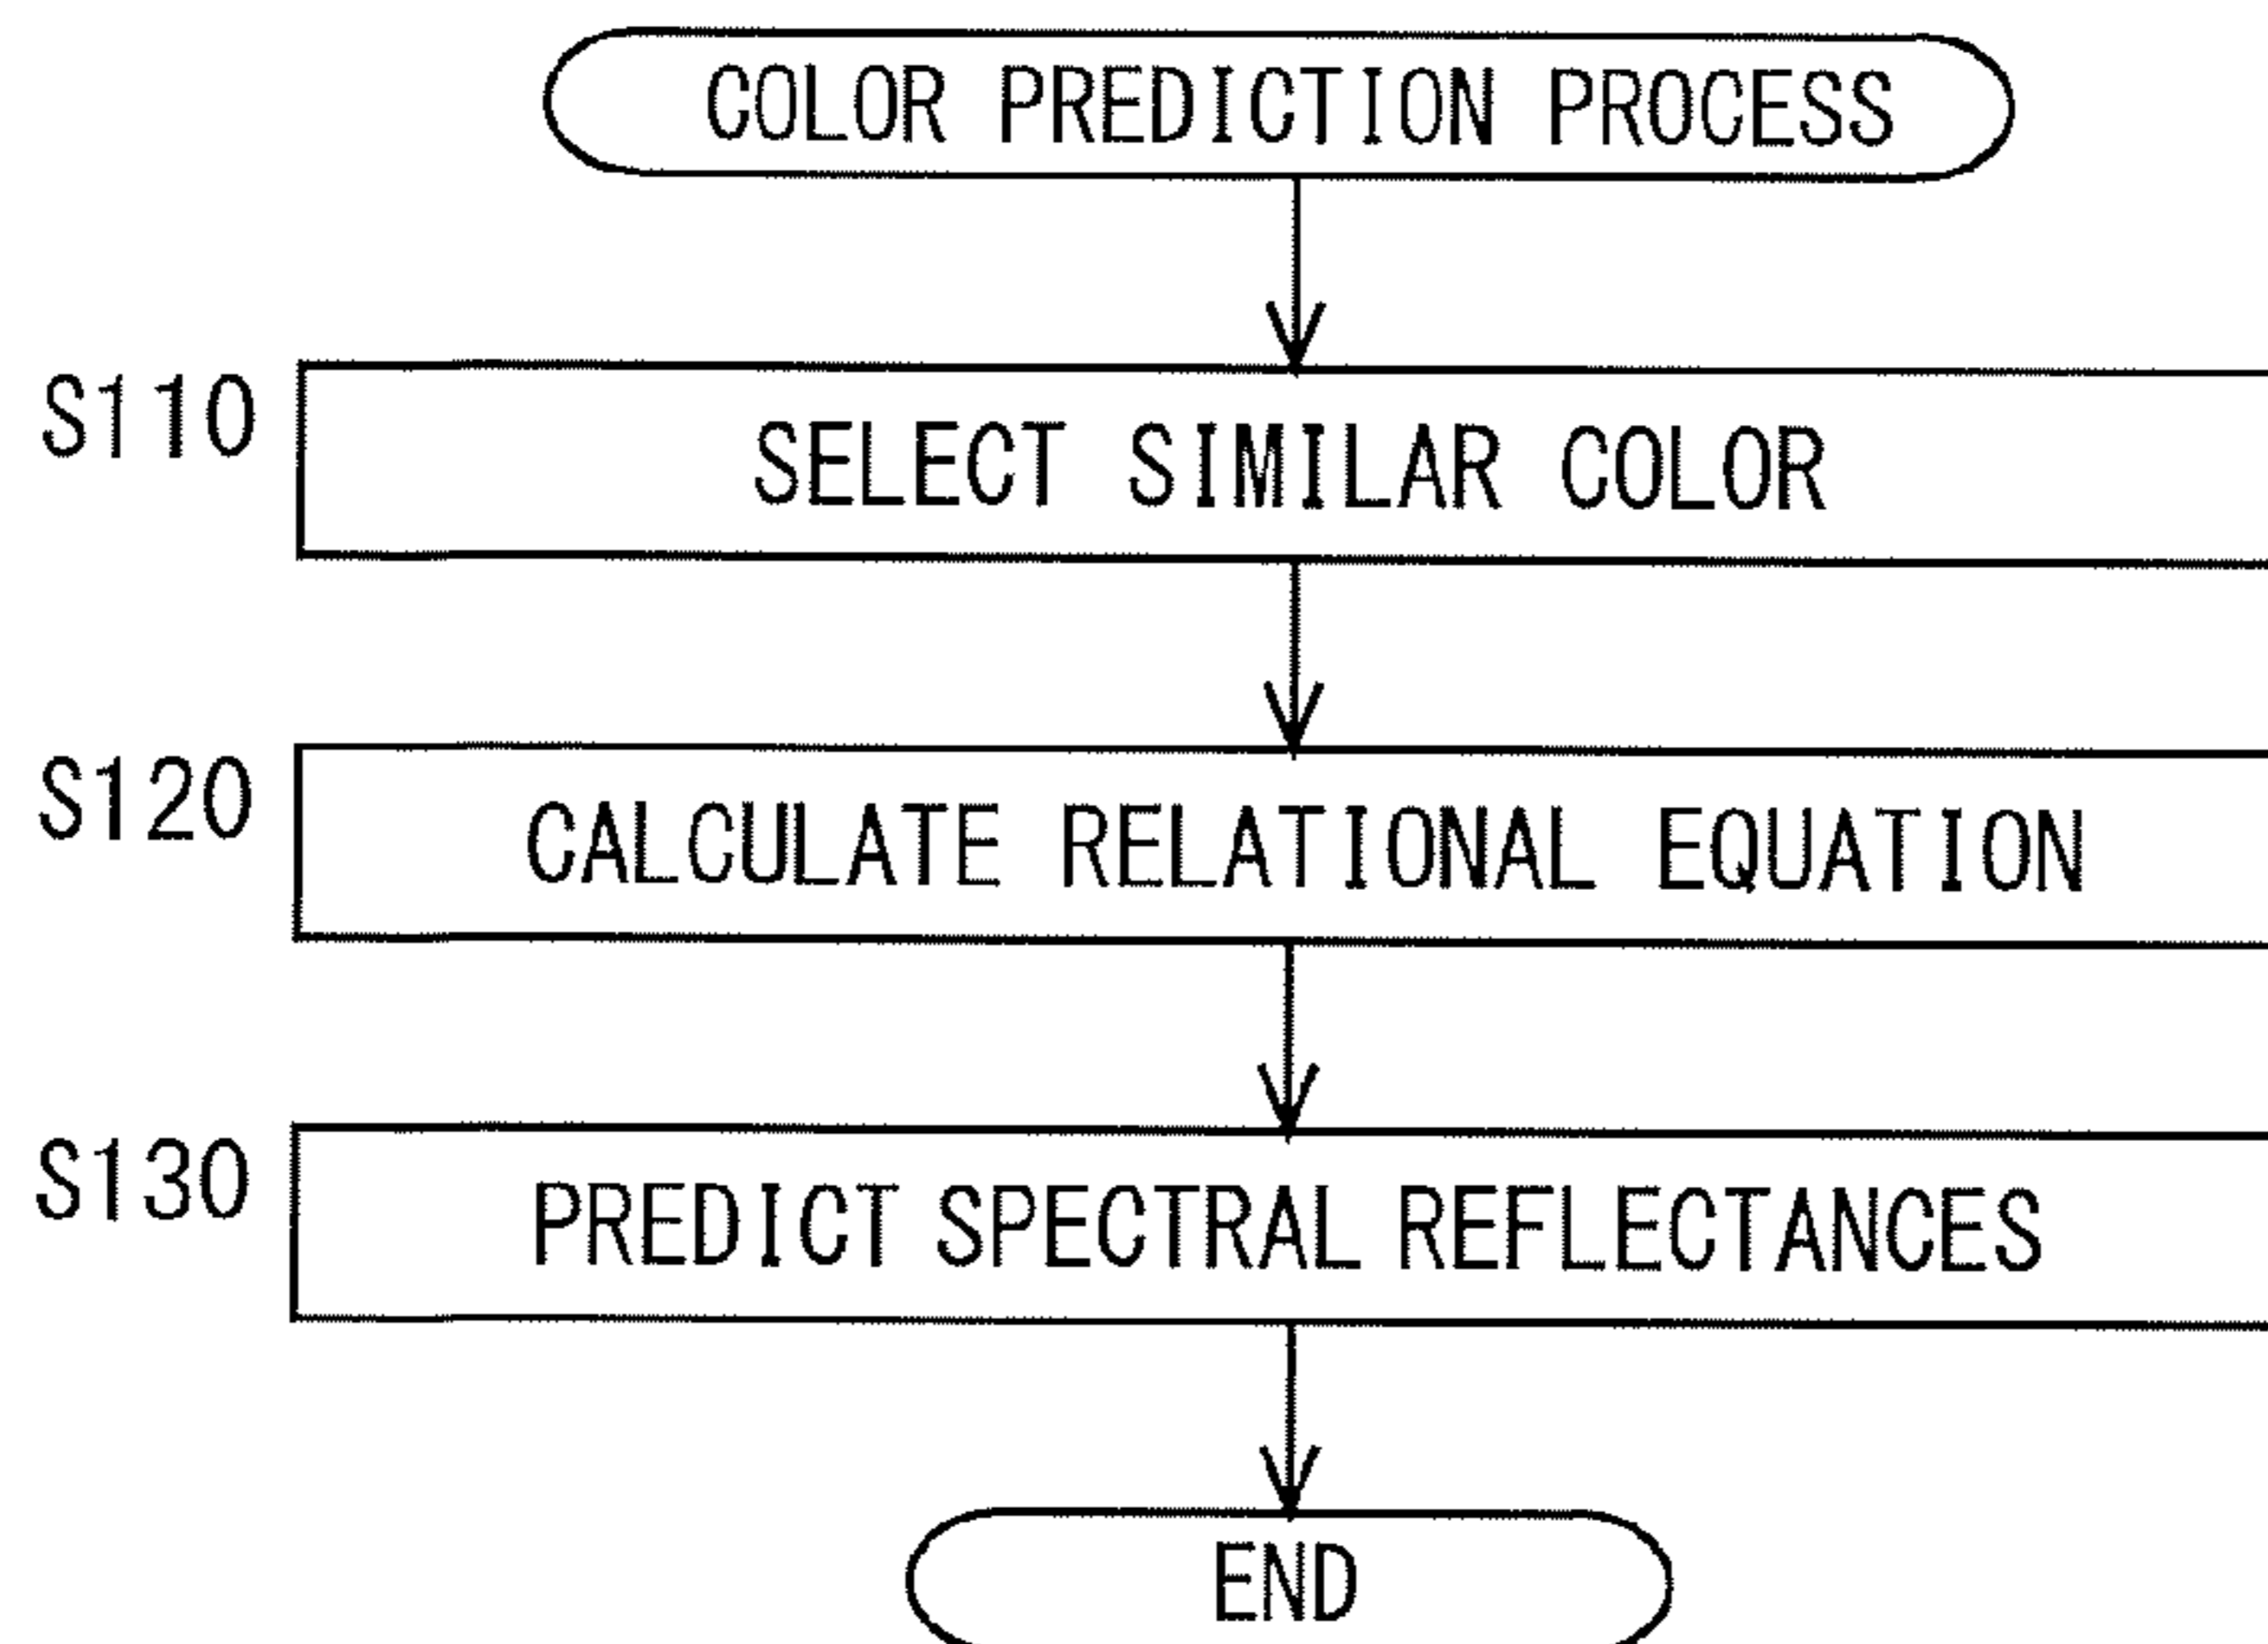 COLOR PREDICTION PROCESS
S110
SELECT SIMILAR COLOR
S120
CALCULATE RELATIONAL EQUATION
S130
PREDICT SPECTRAL REFLECTANCES
END